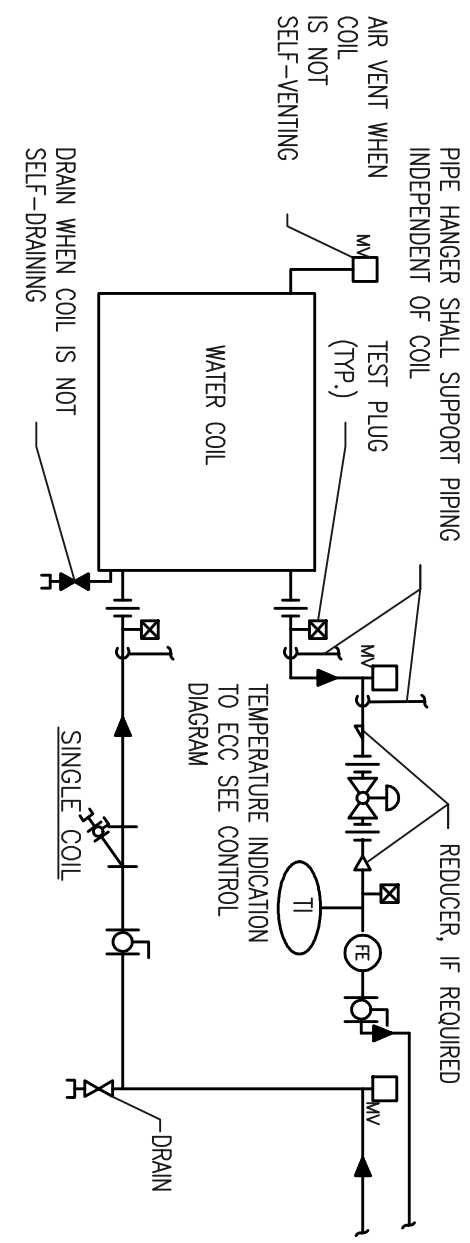 AIR VENT WHEN
COIL
IS NOT
SELF-VENTING
PIPE HANGER SHALL SUPPORT PIPING
INDEPENDENT OF COIL
MV
TEST PLUG
(TYP.)
WATER COIL
DRAIN WHEN COIL IS NOT
SELF-DRAINING
MV
REDUCER, IF REQUIRED
TEMPERATURE INDICATION
TO ECC SEE CONTROL
DIAGRAM
TI
FE
MV
SINGLE COIL
DRAIN